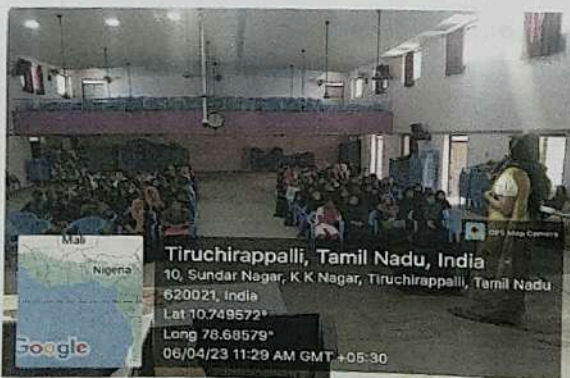 GPS Map Camera
Mali
Nigeria
Google
Tiruchirappalli, Tamil Nadu, India
10, Sundar Nagar, K K Nagar, Tiruchirappalli, Tamil Nadu
620021, India
Lat 10.749572°
Long 78.68579°
06/04/23 11:29 AM GMT +05:30